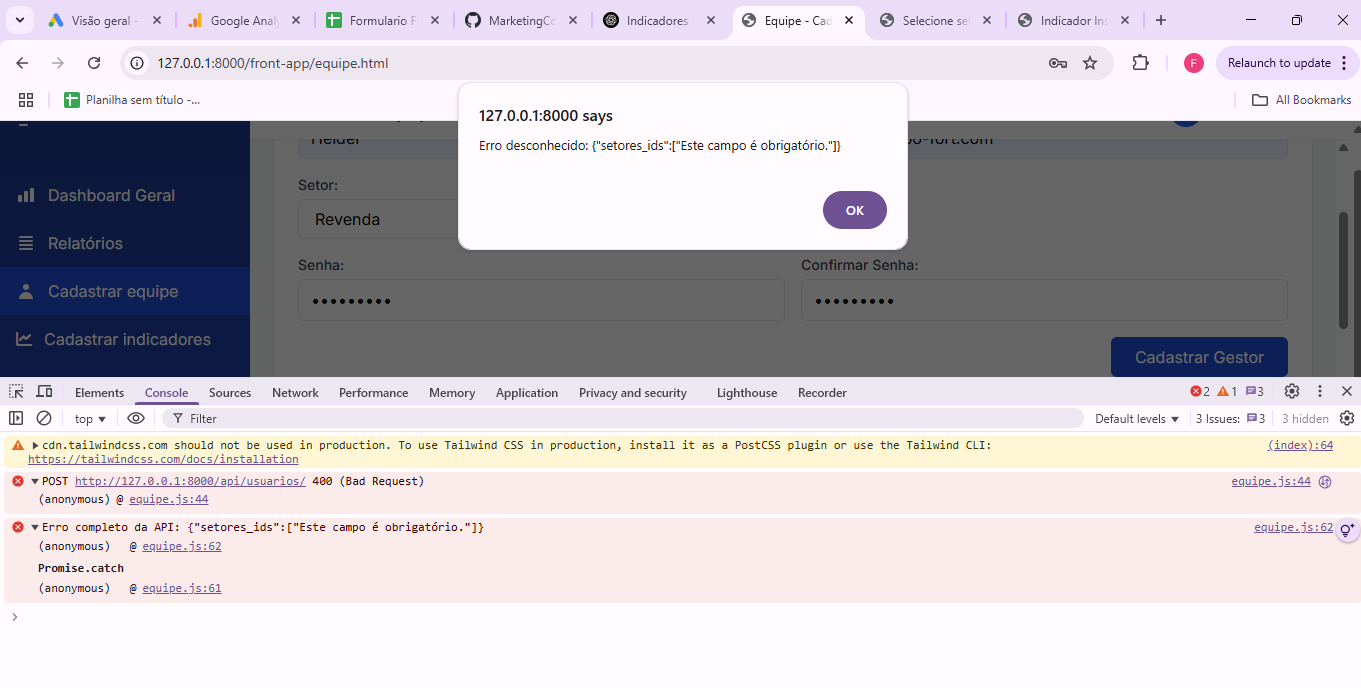 Visão geral -
Google Anal
Formulario F
MarketingCo
Indicadores
Equipe - Cad
Selecione se
Indicador Ins
127.0.0.1:8000/front-app/equipe.html
F
Relaunch to update
Planilha sem título -...
All Bookmarks
127.0.0.1:8000 says
Erro desconhecido: {"setores_ids":["Este campo é obrigatório."]}
OK
Helder
po-fort.com
Dashboard Geral
Relatórios
Cadastrar equipe
Cadastrar indicadores
Setor:
Revenda
Senha:
Confirmar Senha:
Cadastrar Gestor
Elements
Console
Sources
Network
Performance
Memory
Application
Privacy and security
Lighthouse
Recorder
2
1
3
top
Filter
Default levels
3 Issues:
3
3 hidden
cdn.tailwindcss.com should not be used in production. To use Tailwind CSS in production, install it as a PostCSS plugin or use the Tailwind CLI:
(index):64
https://tailwindcss.com/docs/installation
POST http://127.0.0.1:8000/api/usuarios/ 400 (Bad Request)
equipe.js:44
(anonymous) @ equipe.js:44
Erro completo da API: {"setores_ids":["Este campo é obrigatório."]}
equipe.js:62
(anonymous) @ equipe.js:62
Promise.catch
(anonymous) @ equipe.js:61